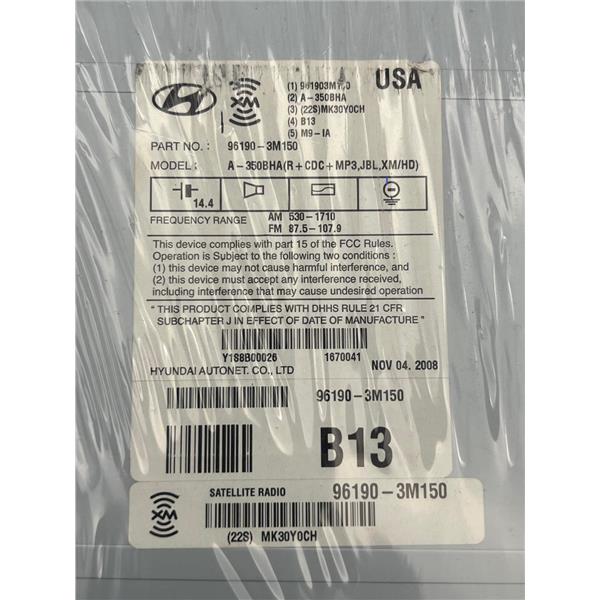 USA
XM
(1) 961903M150
(2) A-350BHA
(3) (22S)MK30Y0CH
(4) B13
(5) M9-IA
PART NO. : 96190-3M150
MODEL: A-350BHA(R+CDC+MP3,JBL,XM/HD)
14.4
FREQUENCY RANGE AM 530-1710
FM 87.5-107.9
This device complies with part 15 of the FCC Rules.
Operation is Subject to the following two conditions :
(1) this device may not cause harmful interference, and
(2) this device must accept any interference received,
including interference that may cause undesired operation
" THIS PRODUCT COMPLIES WITH DHHS RULE 21 CFR
SUBCHAPTER J IN EFFECT OF DATE OF MANUFACTURE "
Y1S8B00026 1670041
HYUNDAI AUTONET. CO., LTD NOV 04. 2008
96190-3M150
B13
XM
SATELLITE RADIO 96190-3M150
(22S) MK30Y0CH